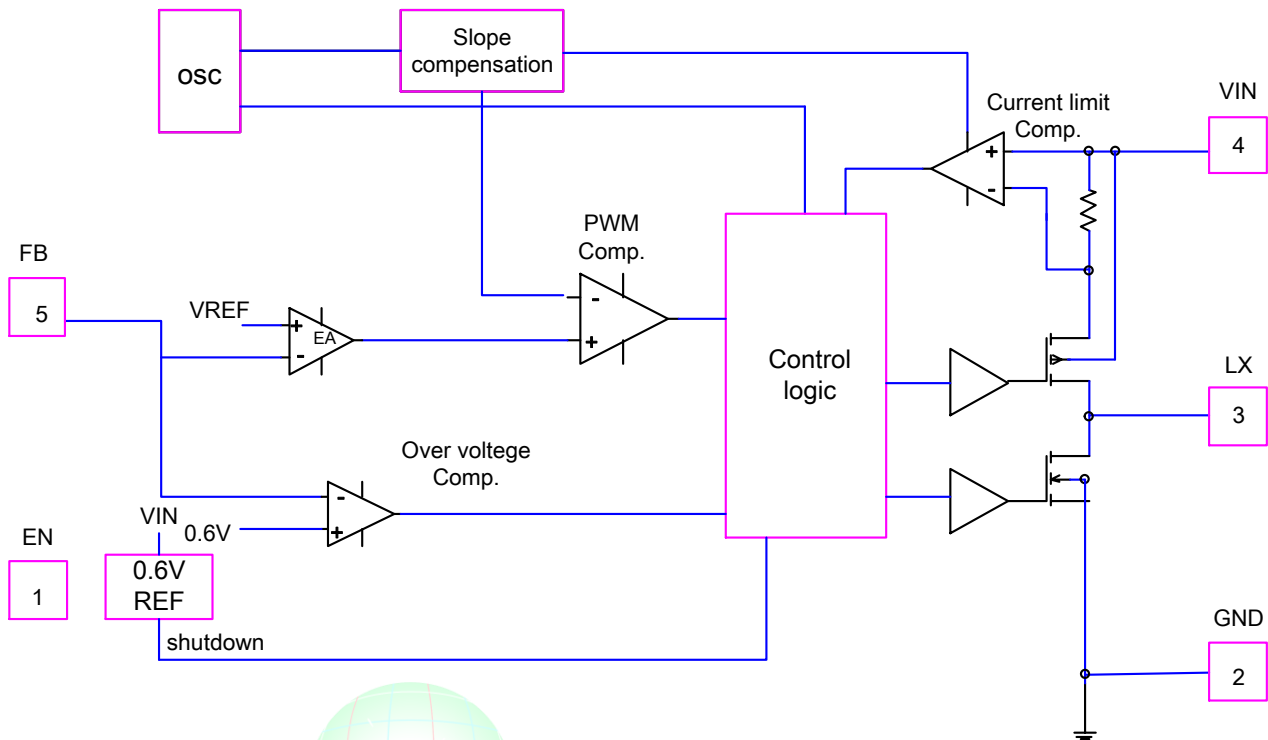 OSC
Slope
compensation
Current limit
Comp.
VIN
4
+
-
PWM
Comp.
-
+
FB
5
VREF
+
-
EA
Control
logic
LX
3
Over voltege
Comp.
-
+
VIN
0.6V
EN
1
0.6V
REF
shutdown
GND
2